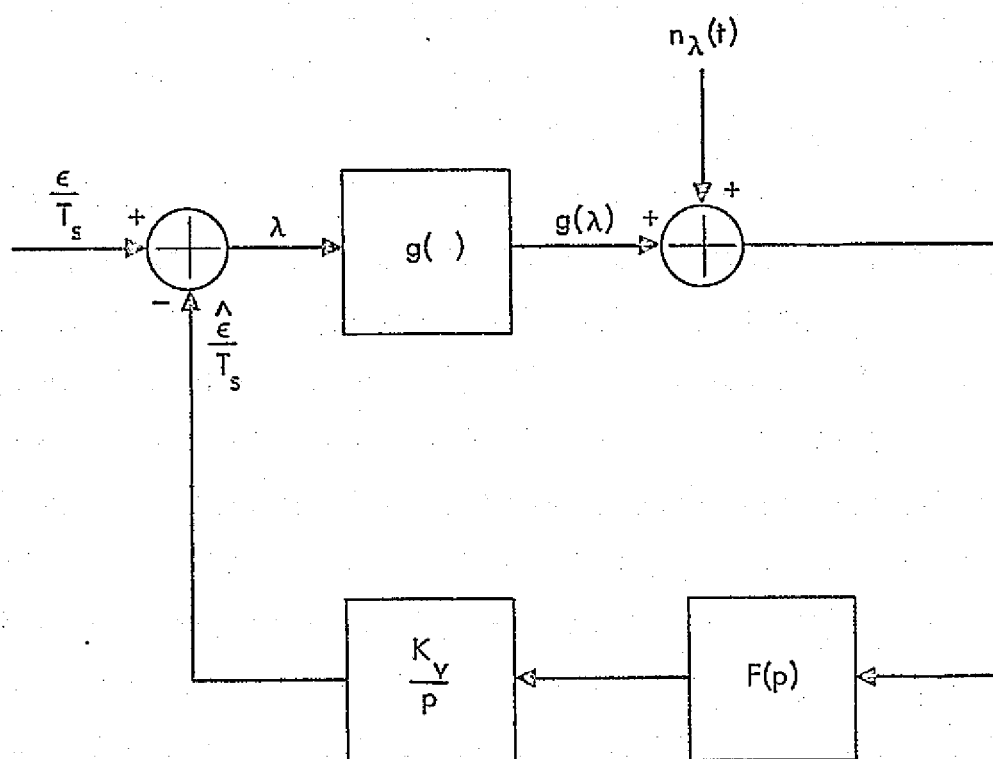 n_λ(t)
ϵ/T_s
+
λ
g( )
g(λ)
+
+
−
ϵ̂/T_s
K_v/p
F(p)